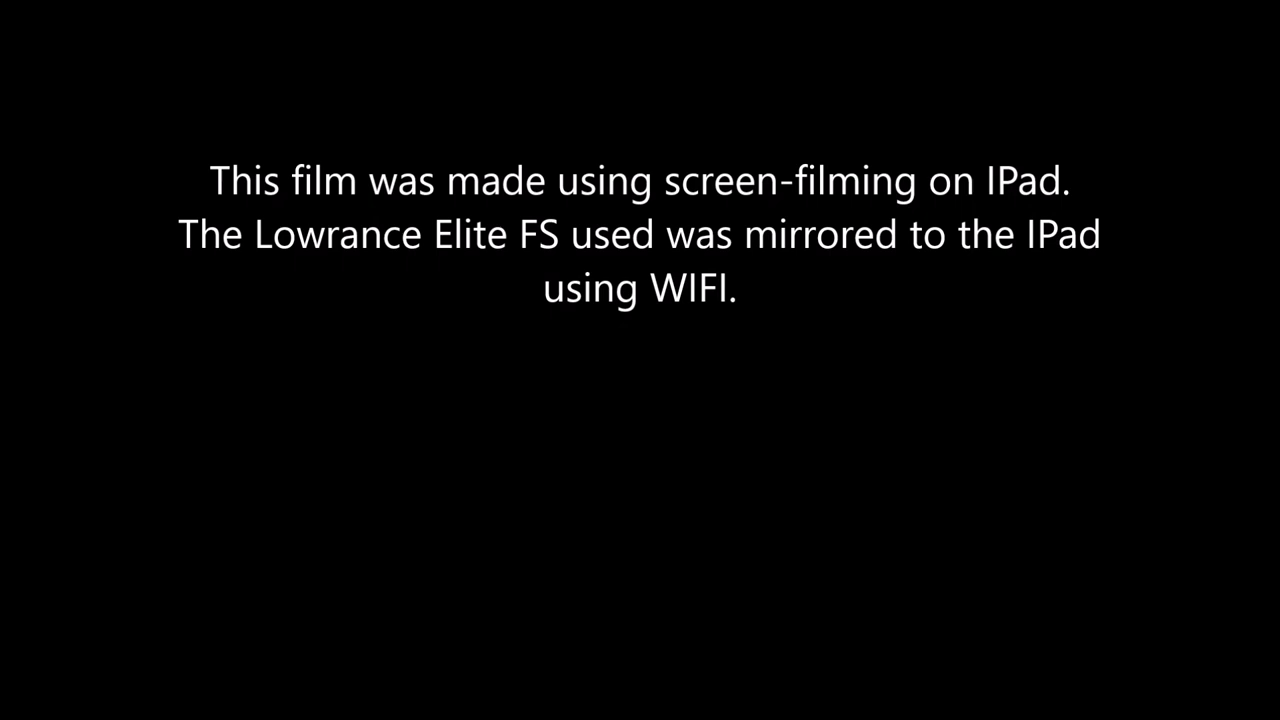 This film was made using screen-filming on IPad.
The Lowrance Elite FS used was mirrored to the IPad
using WIFI.